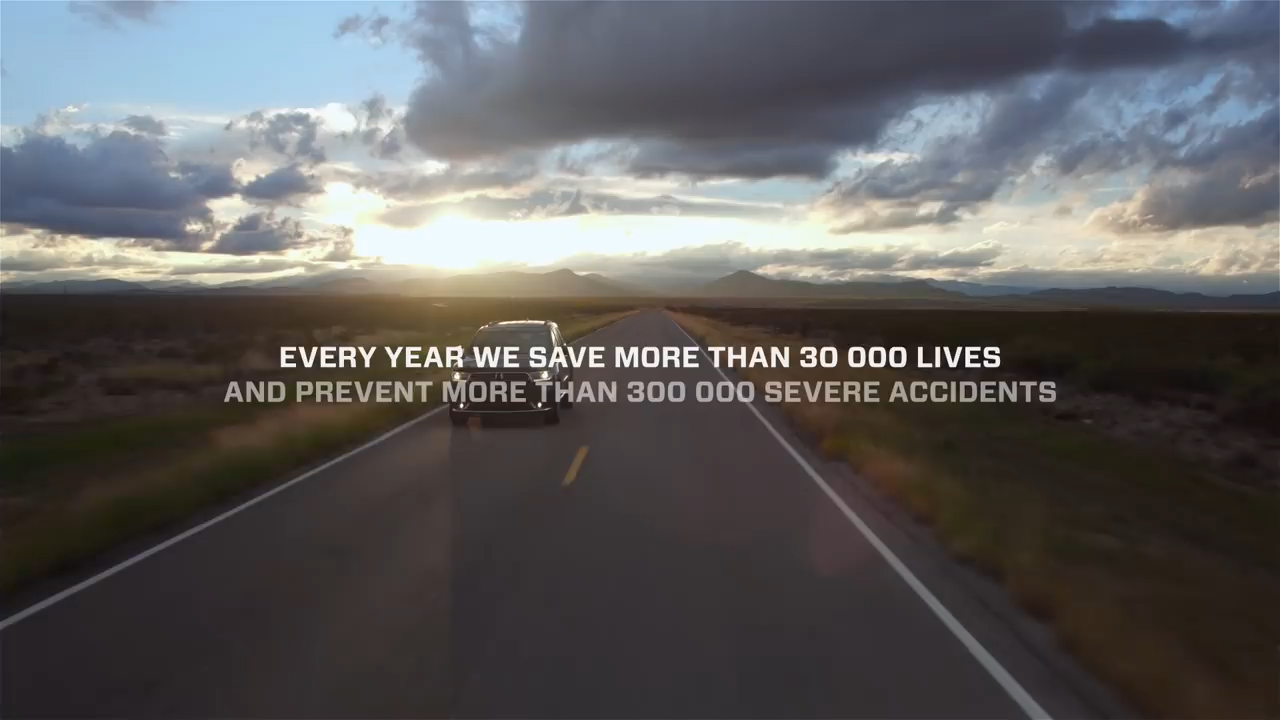 EVERY YEAR WE SAVE MORE THAN 30 000 LIVES
AND PREVENT MORE THAN 300 000 SEVERE ACCIDENTS